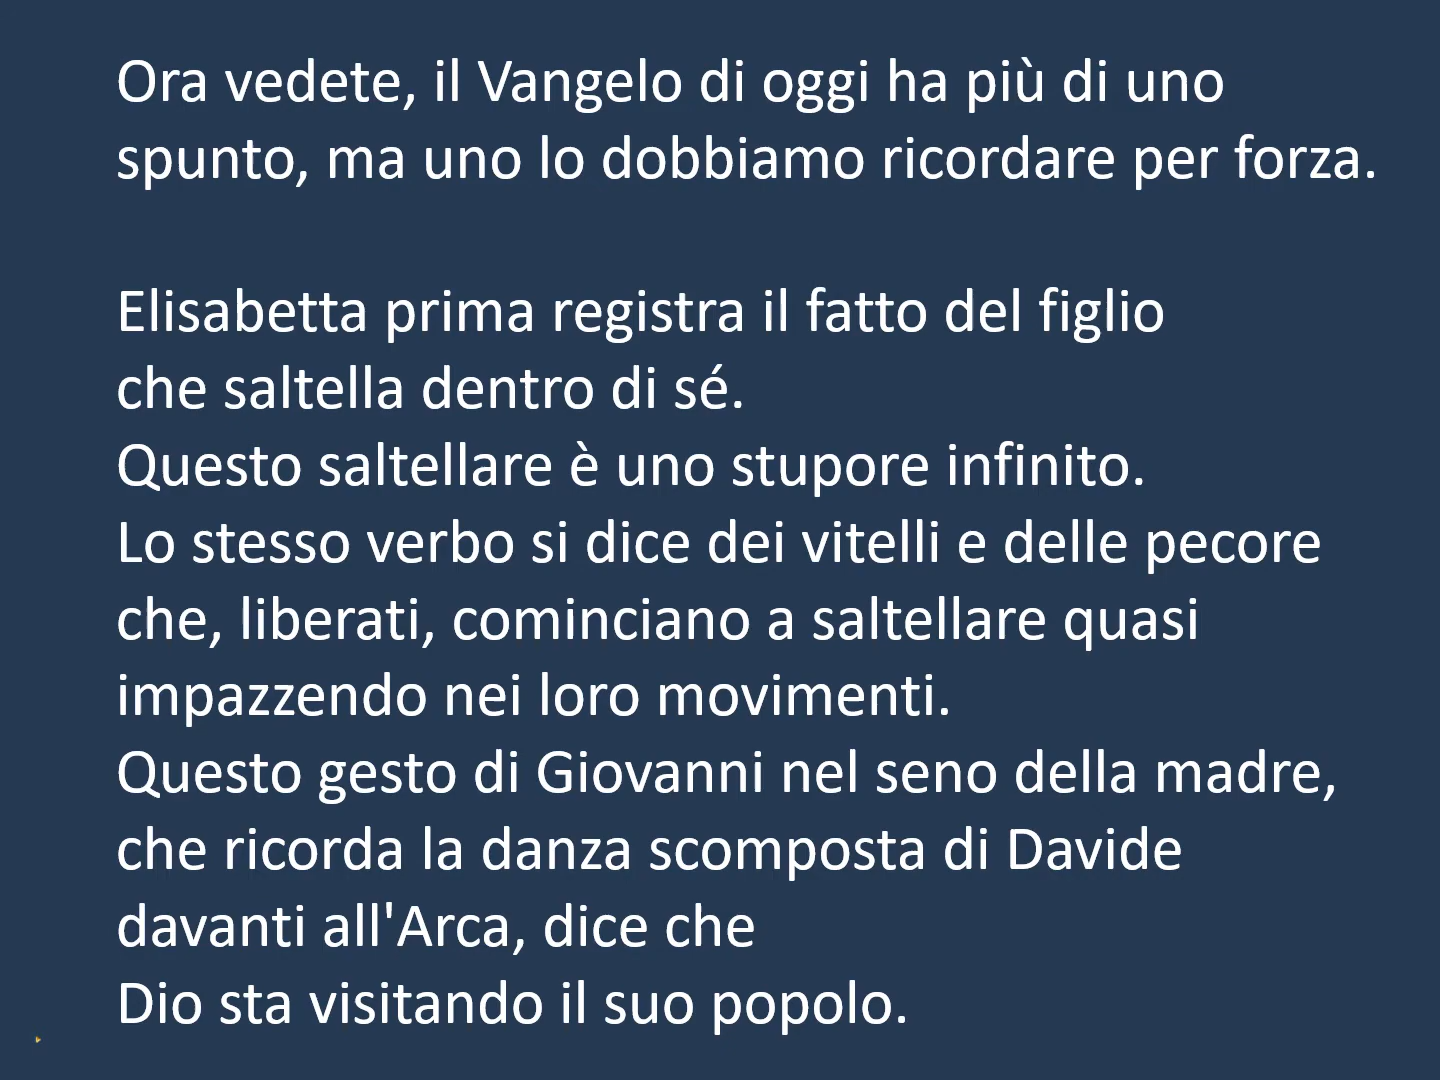 Ora vedete, il Vangelo di oggi ha più di uno
spunto, ma uno lo dobbiamo ricordare per forza.
Elisabetta prima registra il fatto del figlio
che saltella dentro di sé.
Questo saltellare è uno stupore infinito.
Lo stesso verbo si dice dei vitelli e delle pecore
che, liberati, cominciano a saltellare quasi
impazzendo nei loro movimenti.
Questo gesto di Giovanni nel seno della madre,
che ricorda la danza scomposta di Davide
davanti all'Arca, dice che
Dio sta visitando il suo popolo.